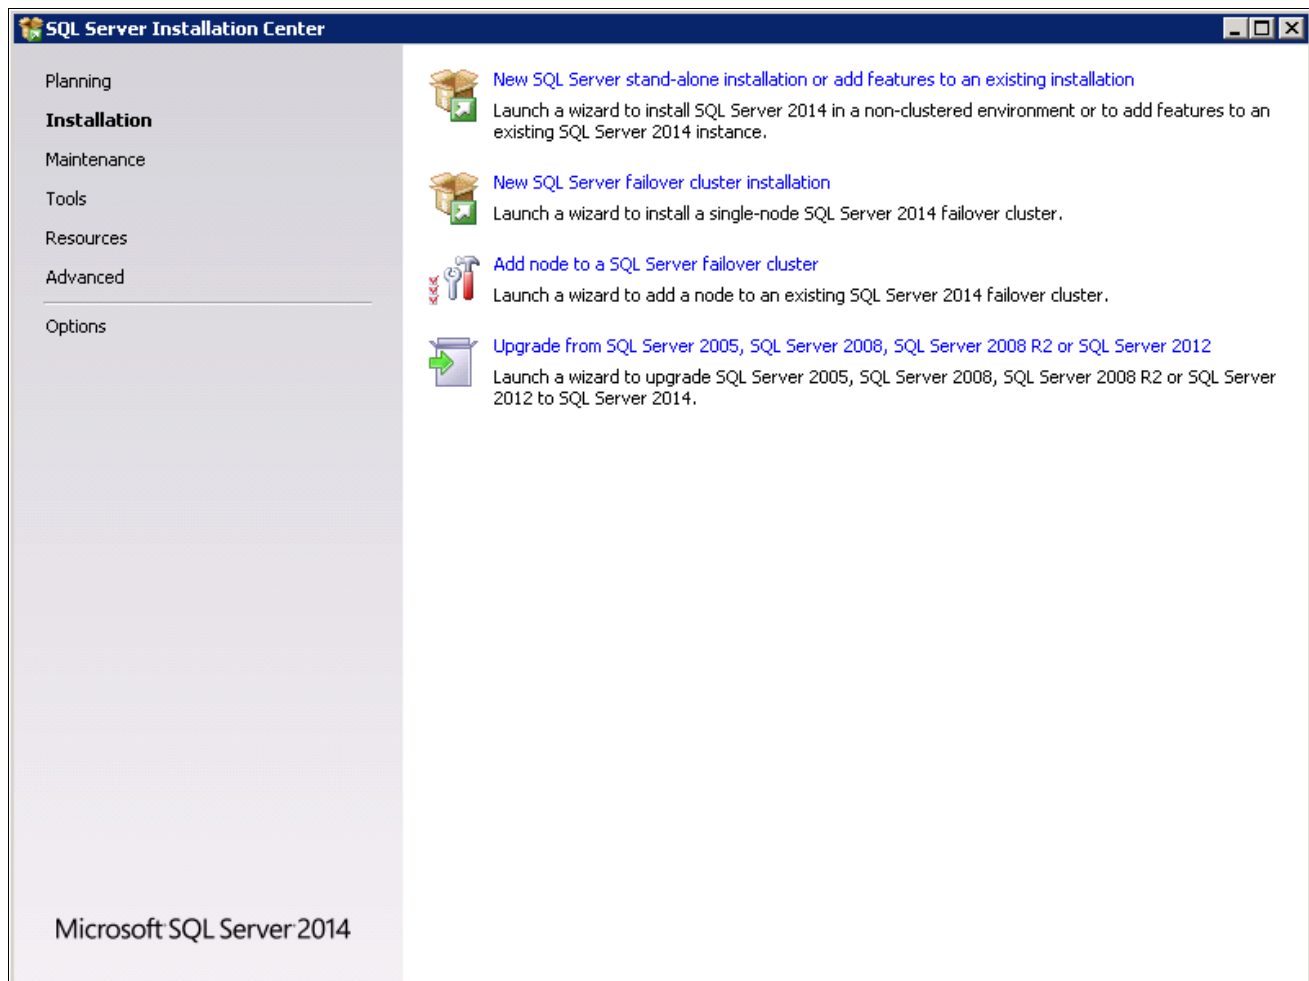 SQL Server Installation Center
Planning
Installation
Maintenance
Tools
Resources
Advanced
Options
New SQL Server stand-alone installation or add features to an existing installation
Launch a wizard to install SQL Server 2014 in a non-clustered environment or to add features to an
existing SQL Server 2014 instance.
New SQL Server failover cluster installation
Launch a wizard to install a single-node SQL Server 2014 failover cluster.
Add node to a SQL Server failover cluster
Launch a wizard to add a node to an existing SQL Server 2014 failover cluster.
Upgrade from SQL Server 2005, SQL Server 2008, SQL Server 2008 R2 or SQL Server 2012
Launch a wizard to upgrade SQL Server 2005, SQL Server 2008, SQL Server 2008 R2 or SQL Server
2012 to SQL Server 2014.
Microsoft SQL Server 2014